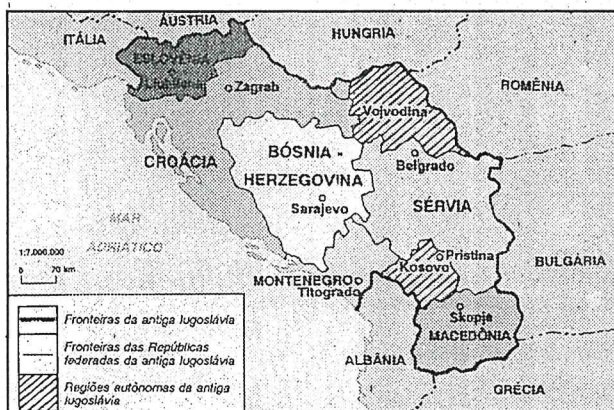 ÁUSTRIA
ITÁLIA
HUNGRIA
ESLOVÊNIA
Zagrab
ROMÊNIA
Vojvodina
CROÁCIA
BÓSNIA
HERZEGOVINA
Belgrado
Sarajevo
SÉRVIA
MAR
ADRIÁTICO
1:7.000.000
0 70 km
Pristina
Kosovo
BULGÁRIA
MONTENEGRO
Titogrado
Skopje
MACEDÔNIA
ALBÂNIA
GRÉCIA
Fronteiras da antiga Iugoslávia
Fronteiras das Repúblicas
federadas da antiga Iugoslávia
Regiões autônomas da antiga
Iugoslávia